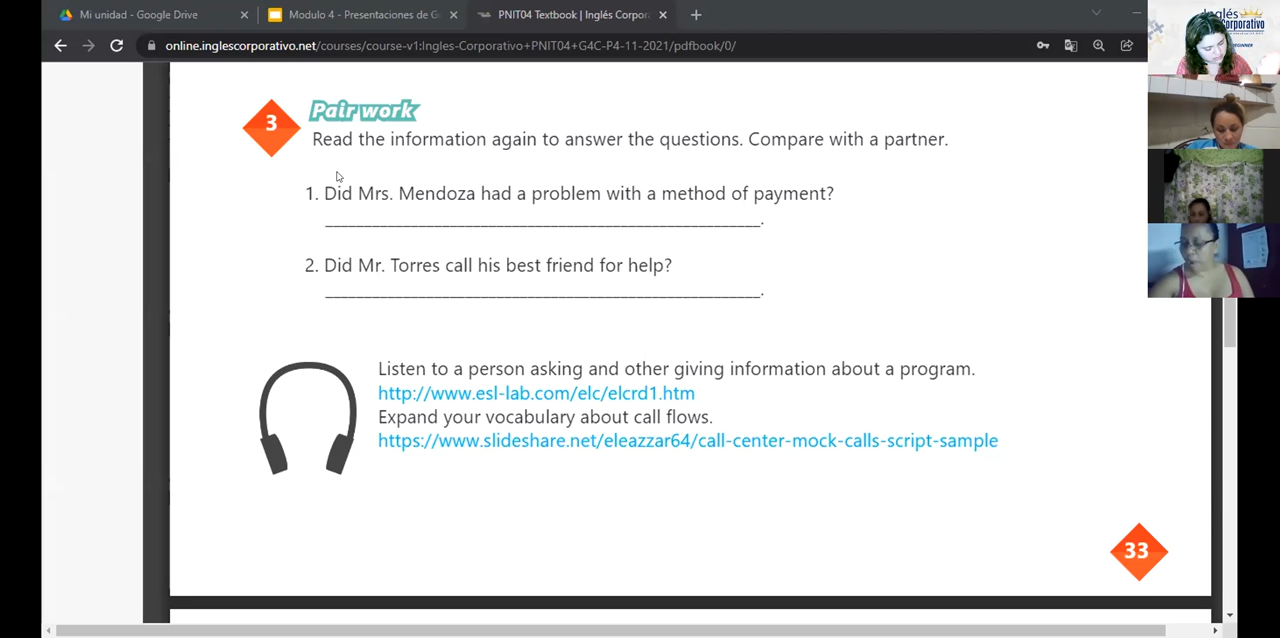 Mi unidad - Google Drive
Modulo 4 - Presentaciones de G
PNIT04 Textbook | Inglés Corpor
online.inglescorporativo.net/courses/course-v1:Ingles-Corporativo+PNIT04+G4C-P4-11-2021/pdfbook/0/
Inglés
orporativo
BEGINNER
3
Pair work
Read the information again to answer the questions. Compare with a partner.
1. Did Mrs. Mendoza had a problem with a method of payment?
2. Did Mr. Torres call his best friend for help?
Listen to a person asking and other giving information about a program.
http://www.esl-lab.com/elc/elcrd1.htm
Expand your vocabulary about call flows.
https://www.slideshare.net/eleazzar64/call-center-mock-calls-script-sample
33